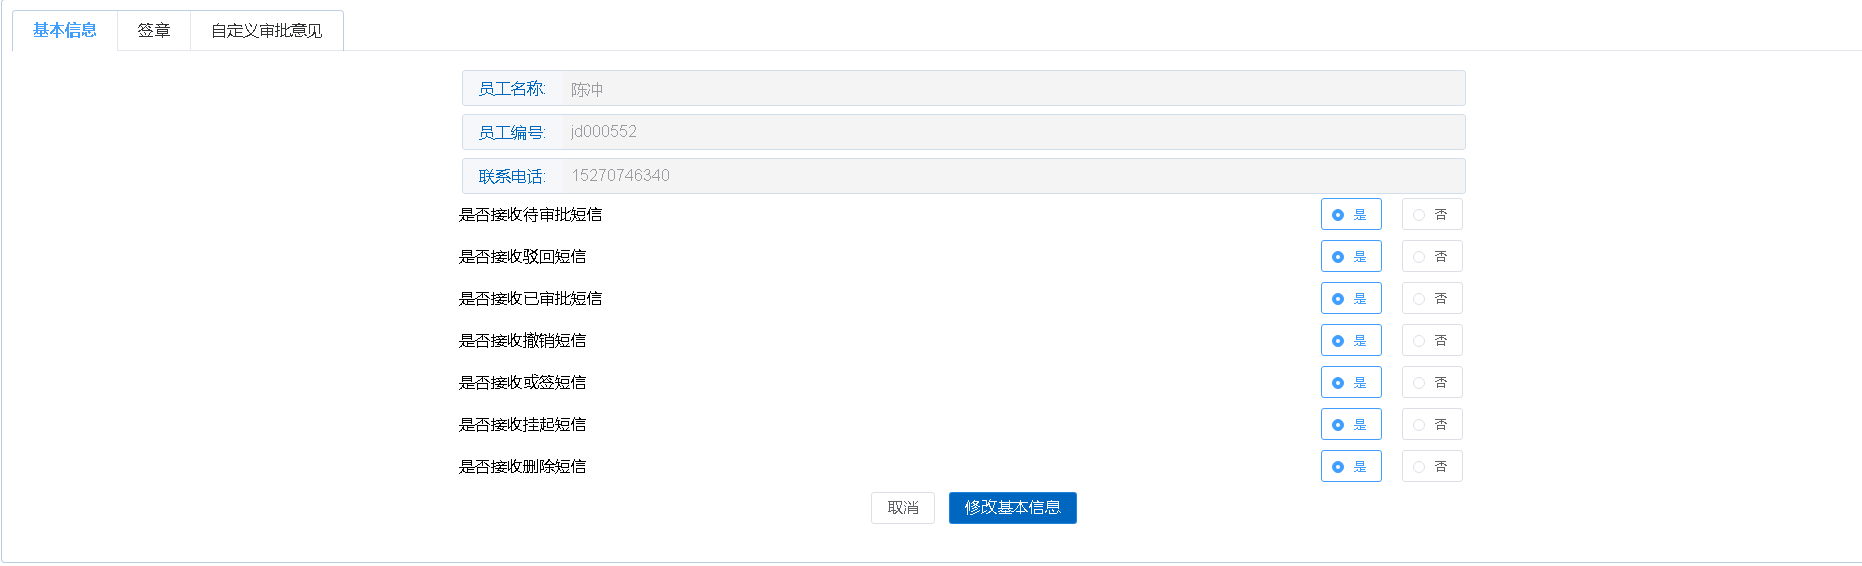 基本信息 签章 自定义审批意见
员工名称: 陈冲
员工编号: jd000552
联系电话: 15270746340
是否接收待审批短信 是 否
是否接收驳回短信 是 否
是否接收已审批短信 是 否
是否接收撤销短信 是 否
是否接收或签短信 是 否
是否接收挂起短信 是 否
是否接收删除短信 是 否
取消 修改基本信息